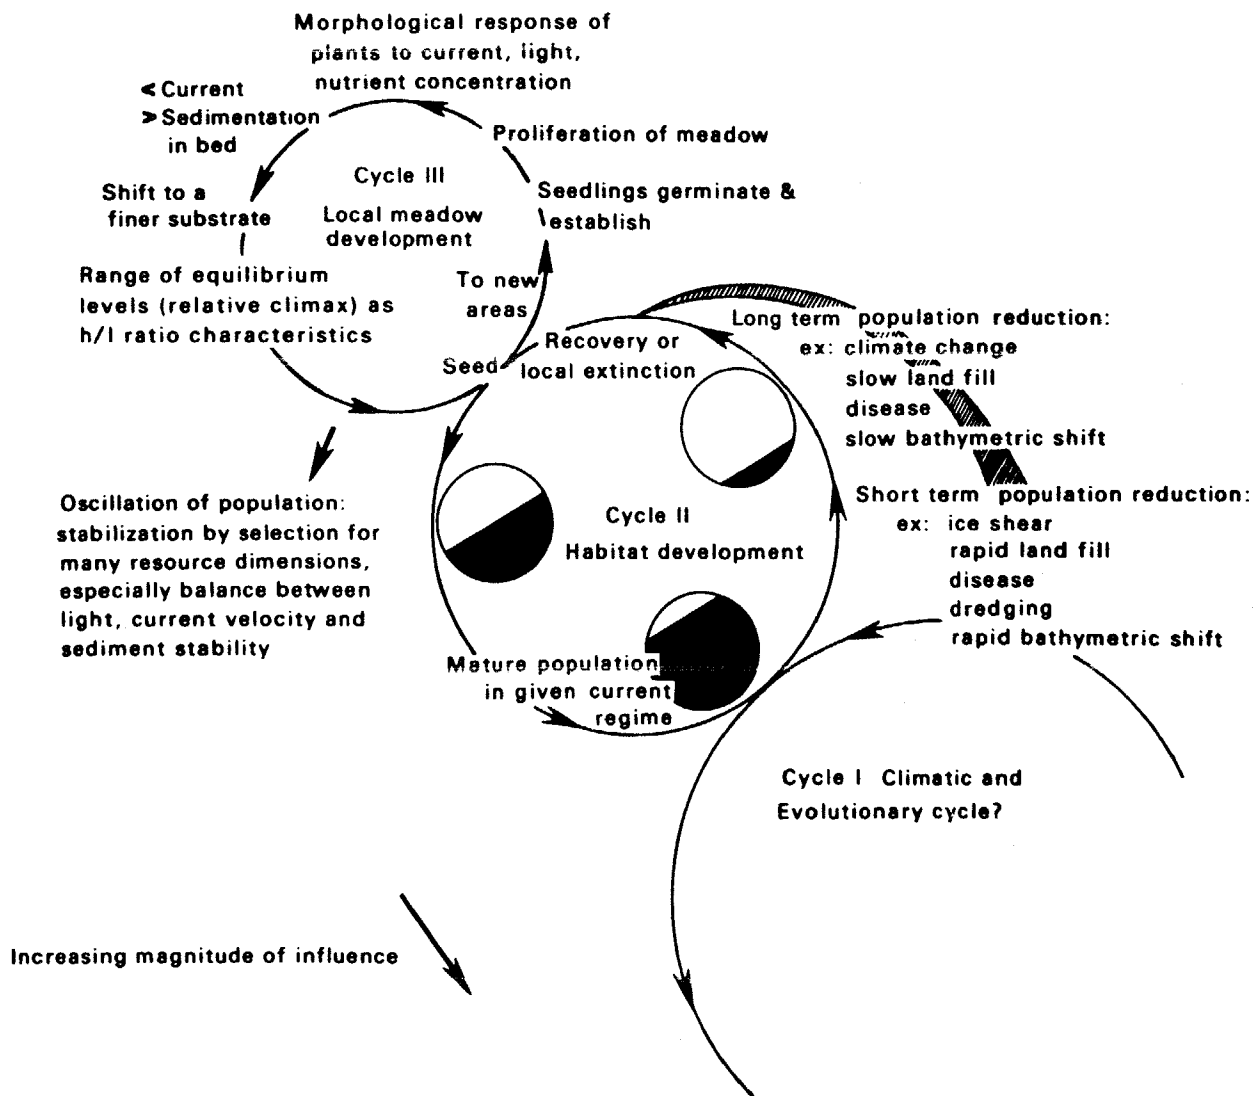 Morphological response of
plants to current, light,
nutrient concentration
< Current
> Sedimentation
in bed
Proliferation of meadow
Cycle III
Local meadow
development
Shift to a
finer substrate
Seedlings germinate &
establish
Range of equilibrium
levels (relative climax) as
h/l ratio characteristics
To new
areas
Seed
Recovery or
local extinction
Long term population reduction:
ex: climate change
slow land fill
disease
slow bathymetric shift
Short term population reduction:
ex: ice shear
rapid land fill
disease
dredging
rapid bathymetric shift
Oscillation of population:
stabilization by selection for
many resource dimensions,
especially balance between
light, current velocity and
sediment stability
Cycle II
Habitat development
Mature population
in given current
regime
Cycle I Climatic and
Evolutionary cycle?
Increasing magnitude of influence